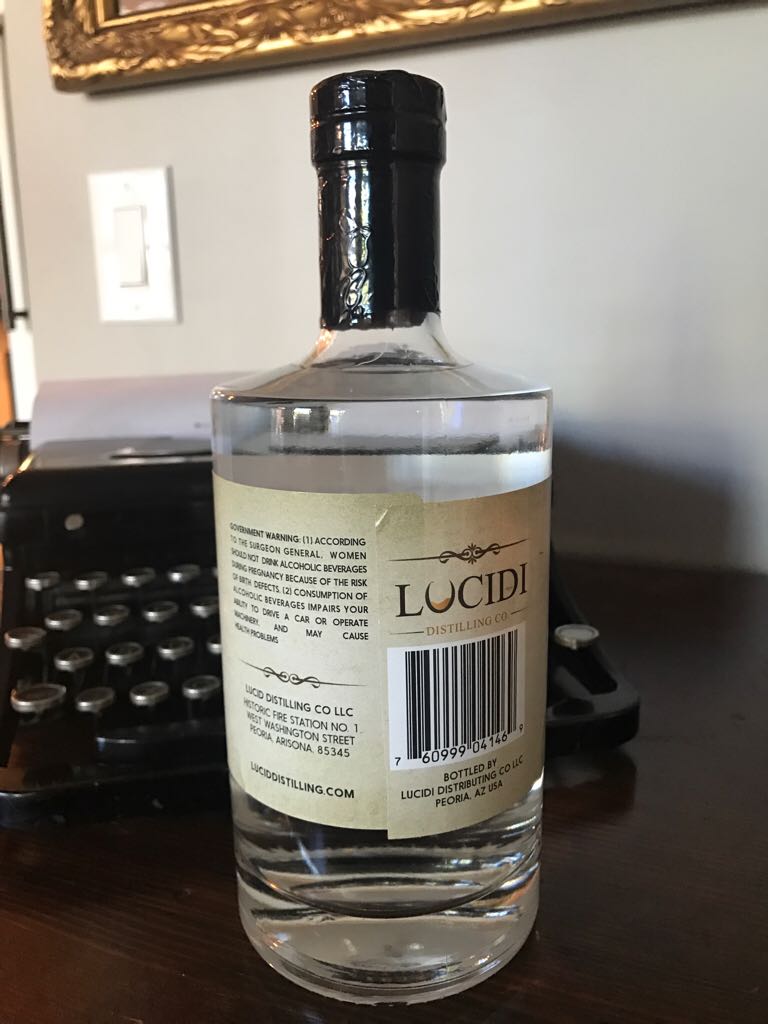 GOVERNMENT WARNING: (1) ACCORDING
TO THE SURGEON GENERAL, WOMEN
SHOULD NOT DRINK ALCOHOLIC BEVERAGES
DURING PREGNANCY BECAUSE OF THE RISK
OF BIRTH DEFECTS. (2) CONSUMPTION OF
ALCOHOLIC BEVERAGES IMPAIRS YOUR
ABILITY TO DRIVE A CAR OR OPERATE
MACHINERY, AND MAY CAUSE
HEALTH PROBLEMS
LUCID DISTILLING CO LLC
HISTORIC FIRE STATION NO. 1
WEST WASHINGTON STREET
PEORIA, ARISONA, 85345
LUCIDDISTILLING.COM
LUCIDI
DISTILLING CO.
7 60999 04146 9
BOTTLED BY
LUCIDI DISTRIBUTING CO LLC
PEORIA, AZ USA